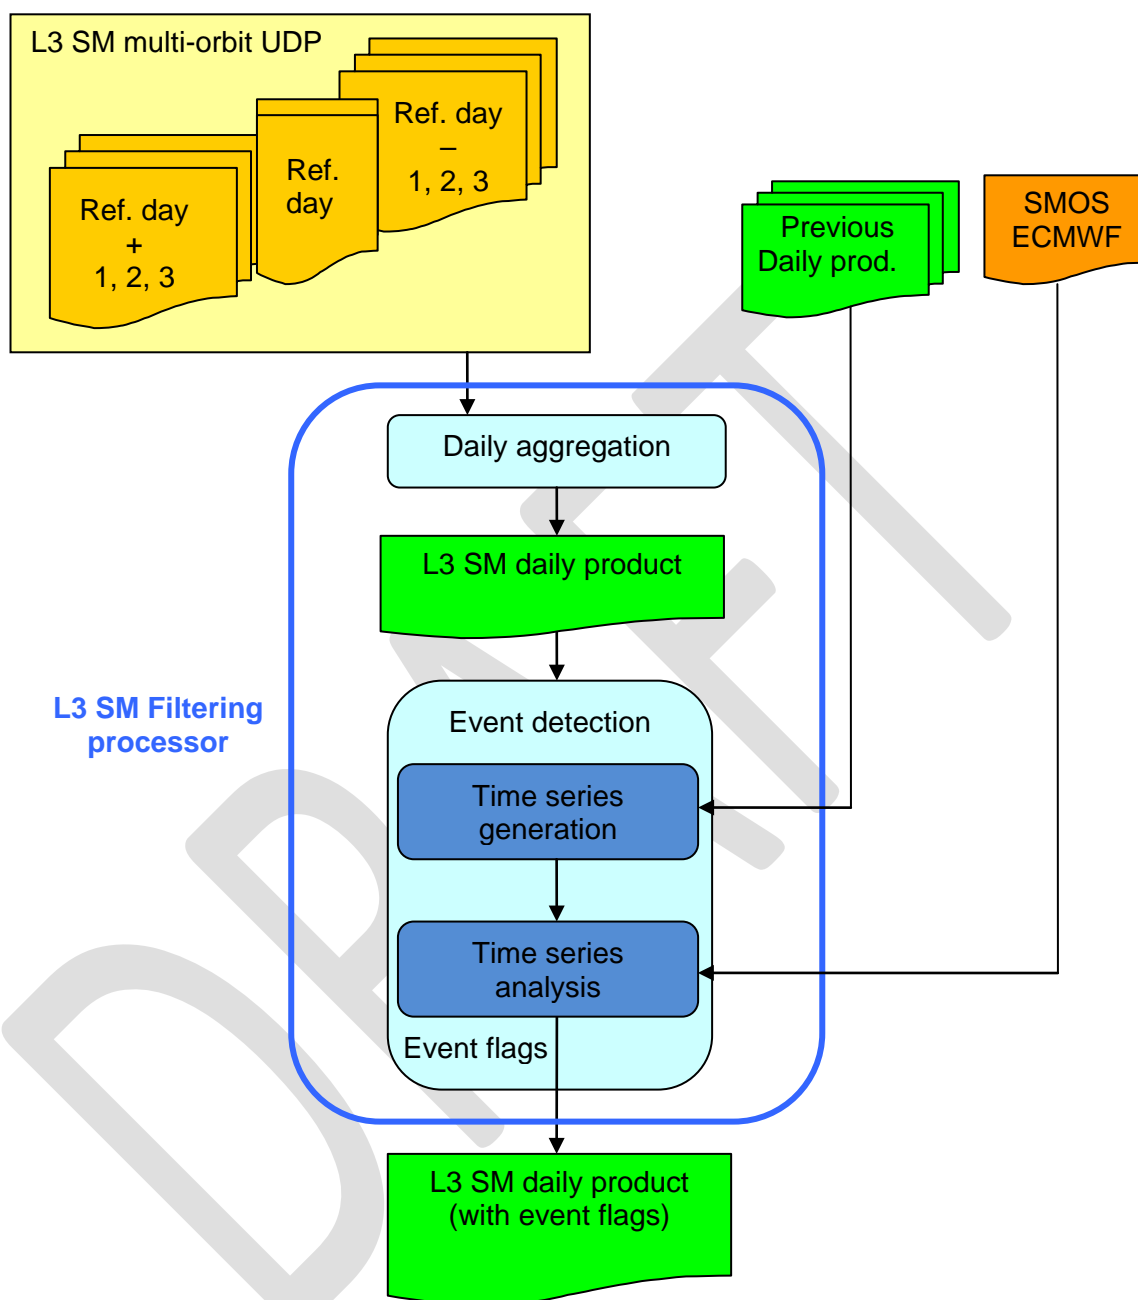 L3 SM multi-orbit UDP
Ref. day
–
1, 2, 3
Ref.
day
Ref. day
+
1, 2, 3
Previous
Daily prod.
SMOS
ECMWF
Daily aggregation
L3 SM daily product
L3 SM Filtering
processor
Event detection
Time series
generation
Time series
analysis
Event flags
L3 SM daily product
(with event flags)
DRAFT